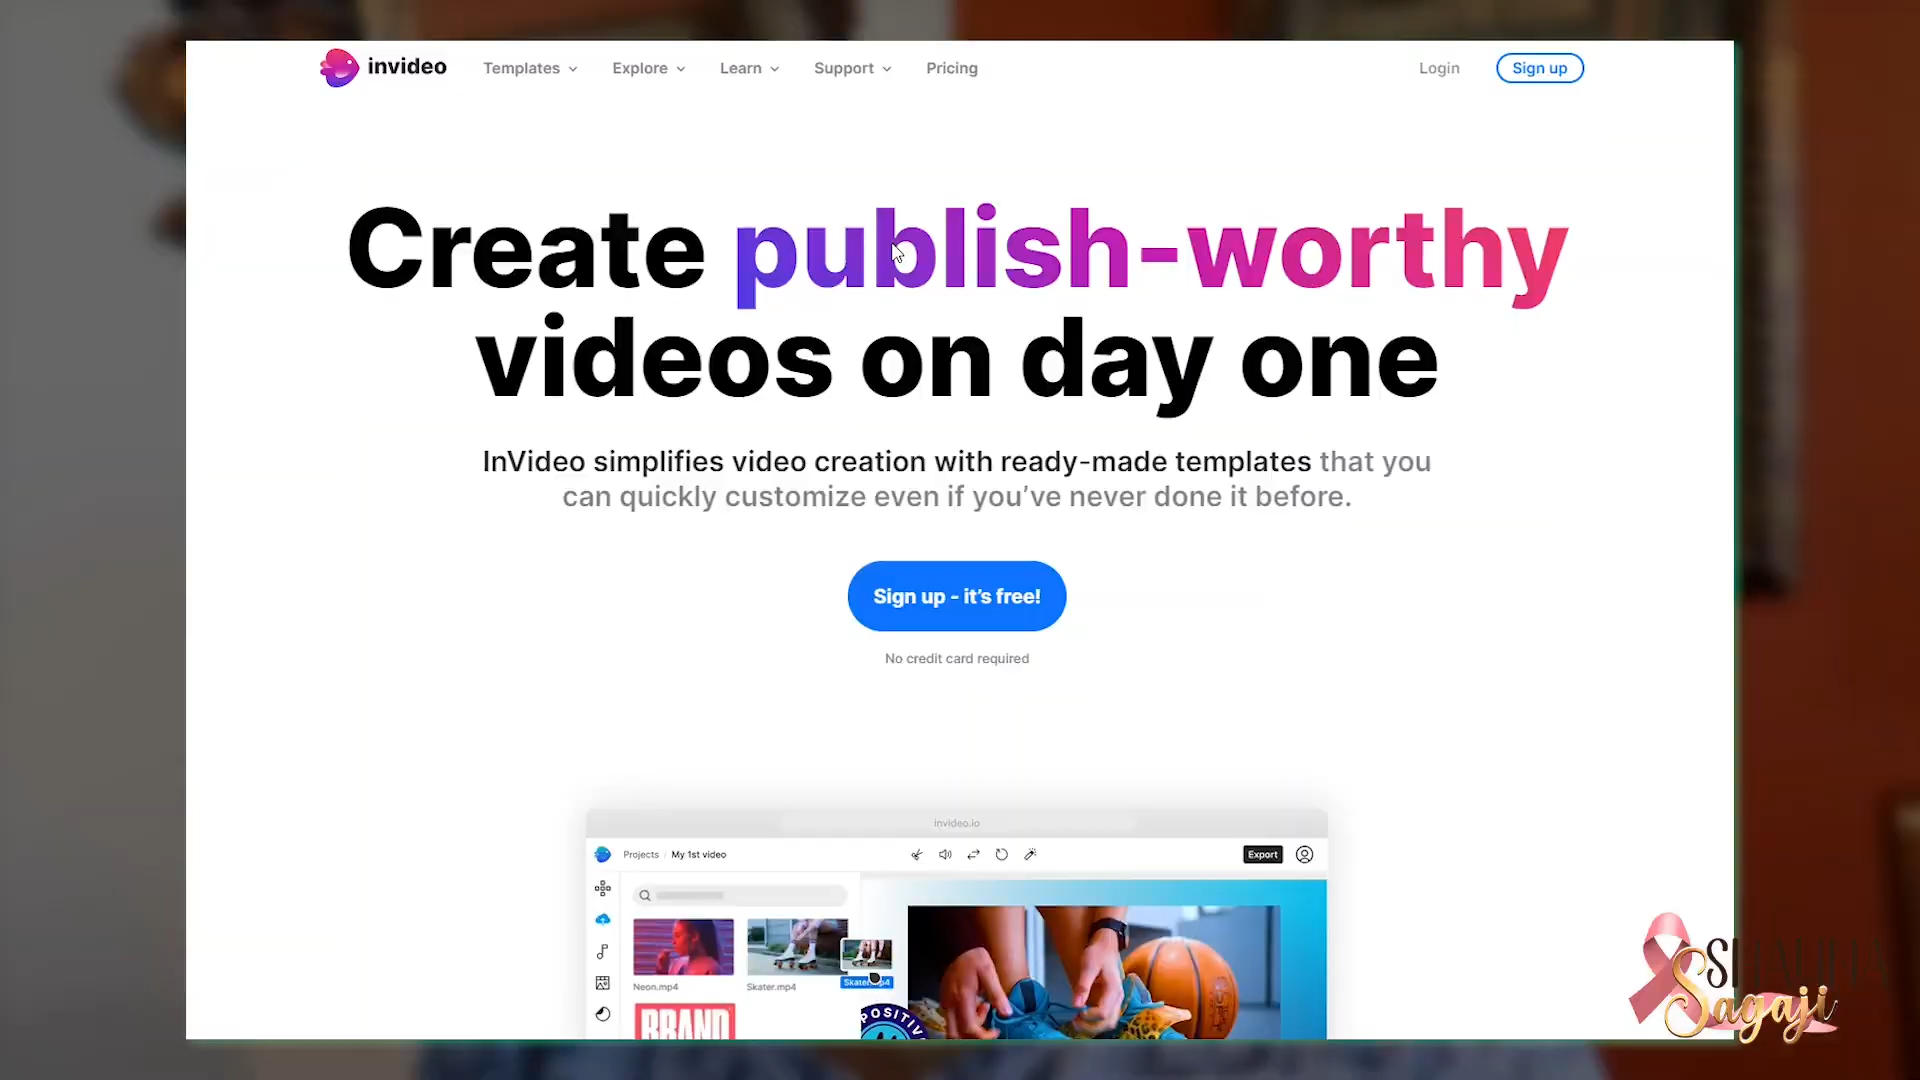 invideo
Templates
Explore
Learn
Support
Pricing
Login
Sign up
Create publish-worthy
videos on day one
InVideo simplifies video creation with ready-made templates that you
can quickly customize even if you’ve never done it before.
Sign up - it’s free!
No credit card required
invideo.io
Projects / My 1st video
Export
Neon.mp4
Skater.mp4
BRAND
POSITIV
Sagaji